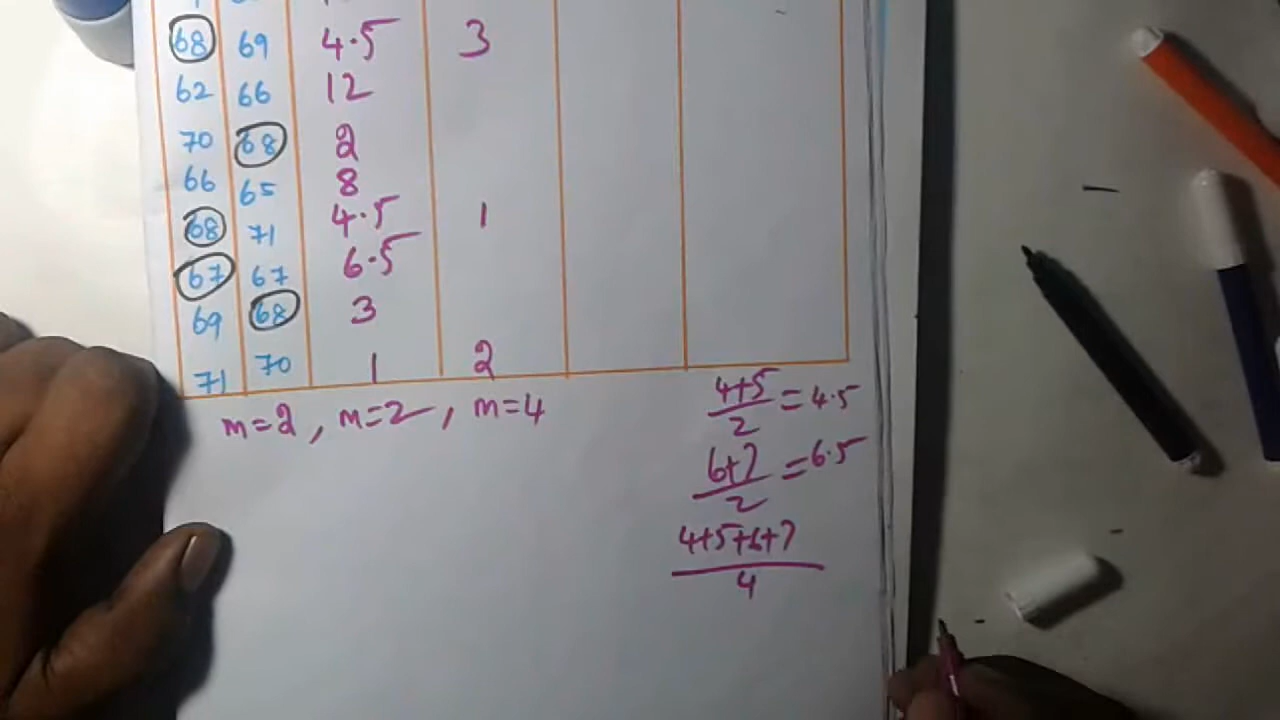 68 69 4.5 3
62 66 12
70 68 2
66 65 8
68 71 4.5 1
67 67 6.5
69 68 3
71 70 1 2
m=2, m=2, m=4
4+5/2 = 4.5
6+7/2 = 6.5
4+5+6+7/4